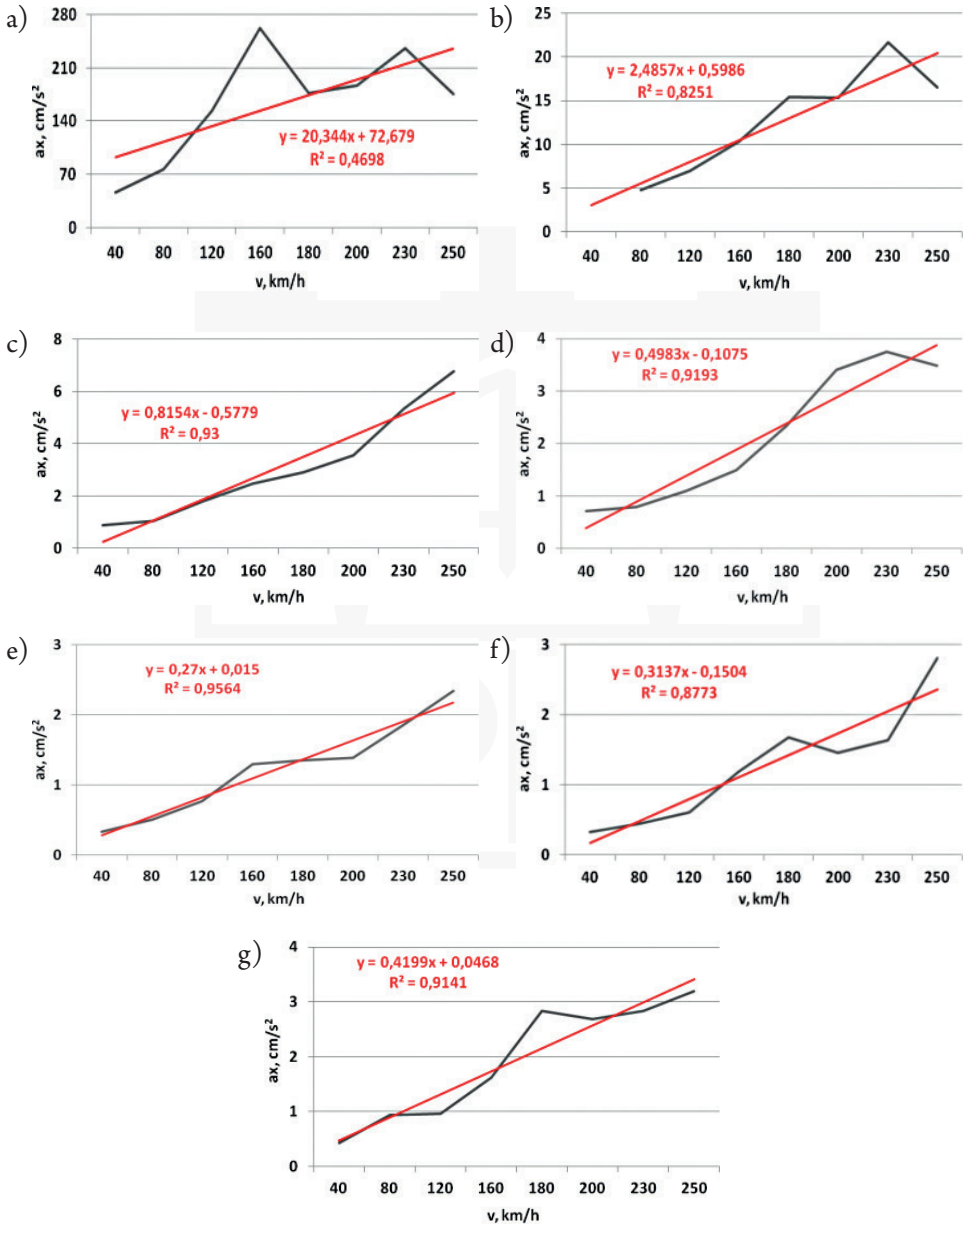 a)
280
210
140
70
0
ax, cm/s²
y = 20,344x + 72,679
R² = 0,4698
40 80 120 160 180 200 230 250
v, km/h
b)
25
20
15
10
5
0
ax, cm/s²
y = 2,4857x + 0,5986
R² = 0,8251
40 80 120 160 180 200 230 250
v, km/h
c)
8
6
4
2
0
ax, cm/s²
y = 0,8154x - 0,5779
R² = 0,93
40 80 120 160 180 200 230 250
v, km/h
d)
4
3
2
1
0
ax, cm/s²
y = 0,4983x - 0,1075
R² = 0,9193
40 80 120 160 180 200 230 250
v, km/h
e)
3
2
1
0
ax, cm/s²
y = 0,27x + 0,015
R² = 0,9564
40 80 120 160 180 200 230 250
v, km/h
f)
3
2
1
0
ax, cm/s²
y = 0,3137x - 0,1504
R² = 0,8773
40 80 120 160 180 200 230 250
v, km/h
g)
4
3
2
1
0
ax, cm/s²
y = 0,4199x + 0,0468
R² = 0,9141
40 80 120 160 180 200 230 250
v, km/h